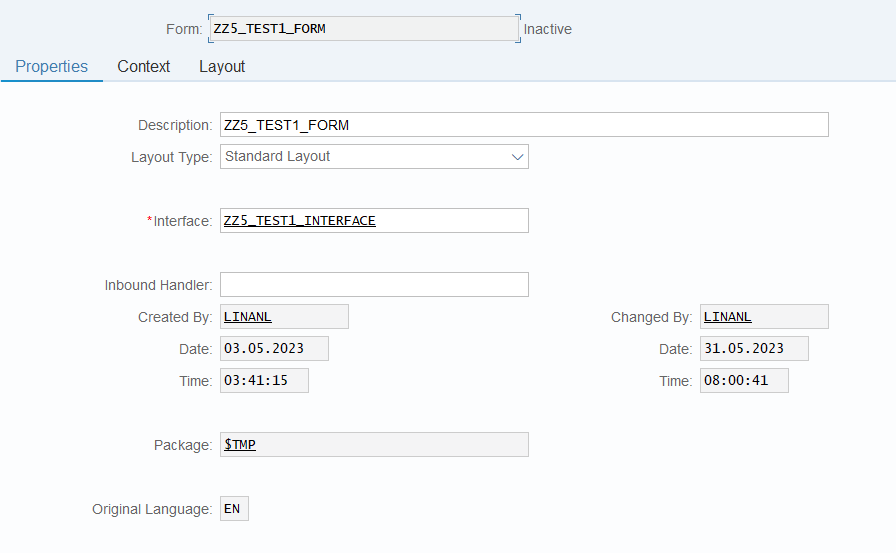 Form: ZZ5_TEST1_FORM Inactive
Properties Context Layout
Description: ZZ5_TEST1_FORM
Layout Type: Standard Layout
*Interface: ZZ5_TEST1_INTERFACE
Inbound Handler:
Created By: LINANL Changed By: LINANL
Date: 03.05.2023 Date: 31.05.2023
Time: 03:41:15 Time: 08:00:41
Package: $TMP
Original Language: EN